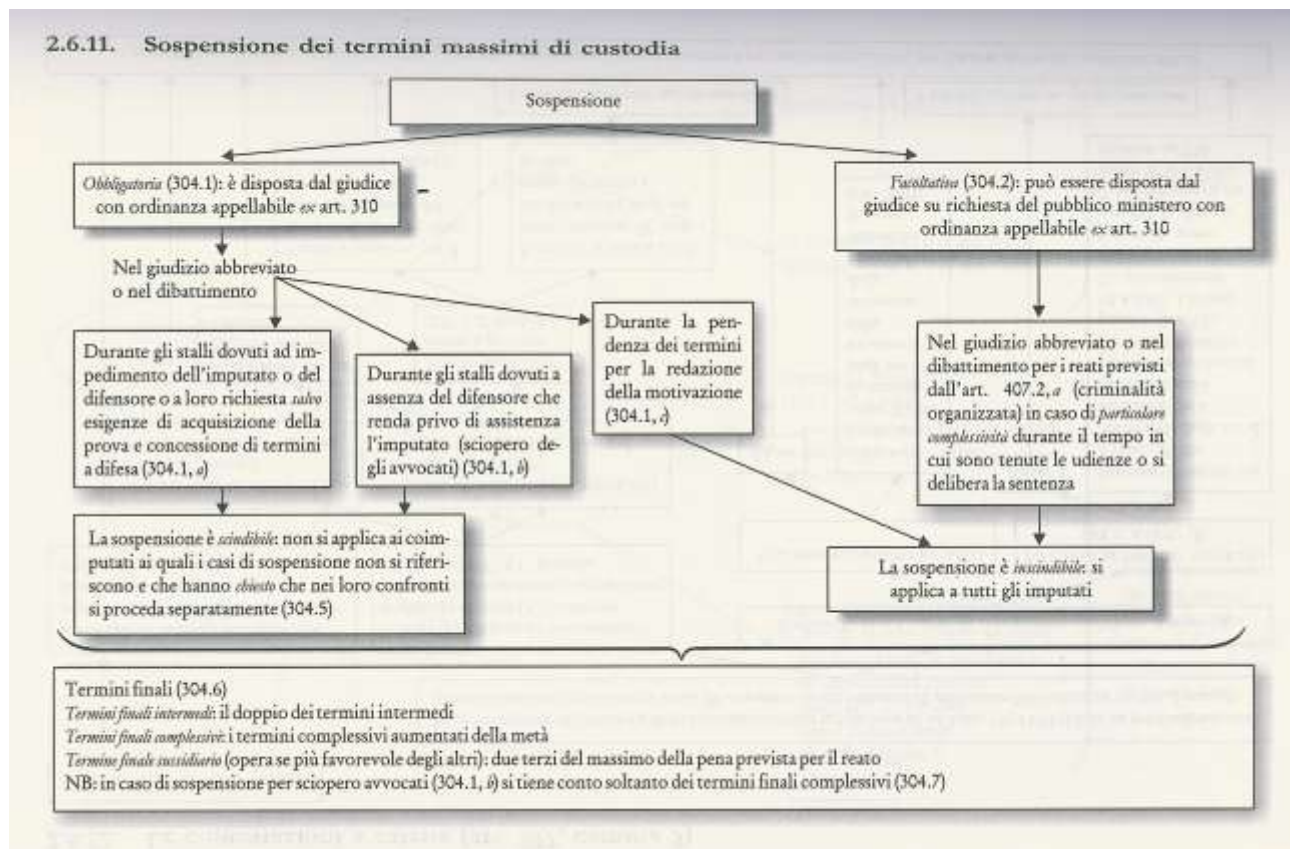 2.6.11. Sospensione dei termini massimi di custodia
Sospensione
Obbligatoria (304.1): è disposta dal giudice
con ordinanza appellabile ex art. 310
Facoltativa (304.2): può essere disposta dal
giudice su richiesta del pubblico ministero con
ordinanza appellabile ex art. 310
Nel giudizio abbreviato
o nel dibattimento
Durante gli stalli dovuti ad im-
pedimento dell'imputato o del
difensore o a loro richiesta salvo
esigenze di acquisizione della
prova e concessione di termini
a difesa (304.1, a)
Durante gli stalli dovuti a
assenza del difensore che
renda privo di assistenza
l'imputato (sciopero de-
gli avvocati) (304.1, b)
Durante la pen-
denza dei termini
per la redazione
della motivazione
(304.1, c)
Nel giudizio abbreviato o nel
dibattimento per i reati previsti
dall'art. 407.2, a (criminalità
organizzata) in caso di particolare
complessità durante il tempo in
cui sono tenute le udienze o si
delibera la sentenza
La sospensione è scindibile: non si applica ai coim-
putati ai quali i casi di sospensione non si riferi-
scono e che hanno chiesto che nei loro confronti
si proceda separatamente (304.5)
La sospensione è inscindibile: si
applica a tutti gli imputati
Termini finali (304.6)
Termini finali intermedi: il doppio dei termini intermedi
Termini finali complessivi: i termini complessivi aumentati della metà
Termine finale sussidiario (opera se più favorevole degli altri): due terzi del massimo della pena prevista per il reato
NB: in caso di sospensione per sciopero avvocati (304.1, b) si tiene conto soltanto dei termini finali complessivi (304.7)